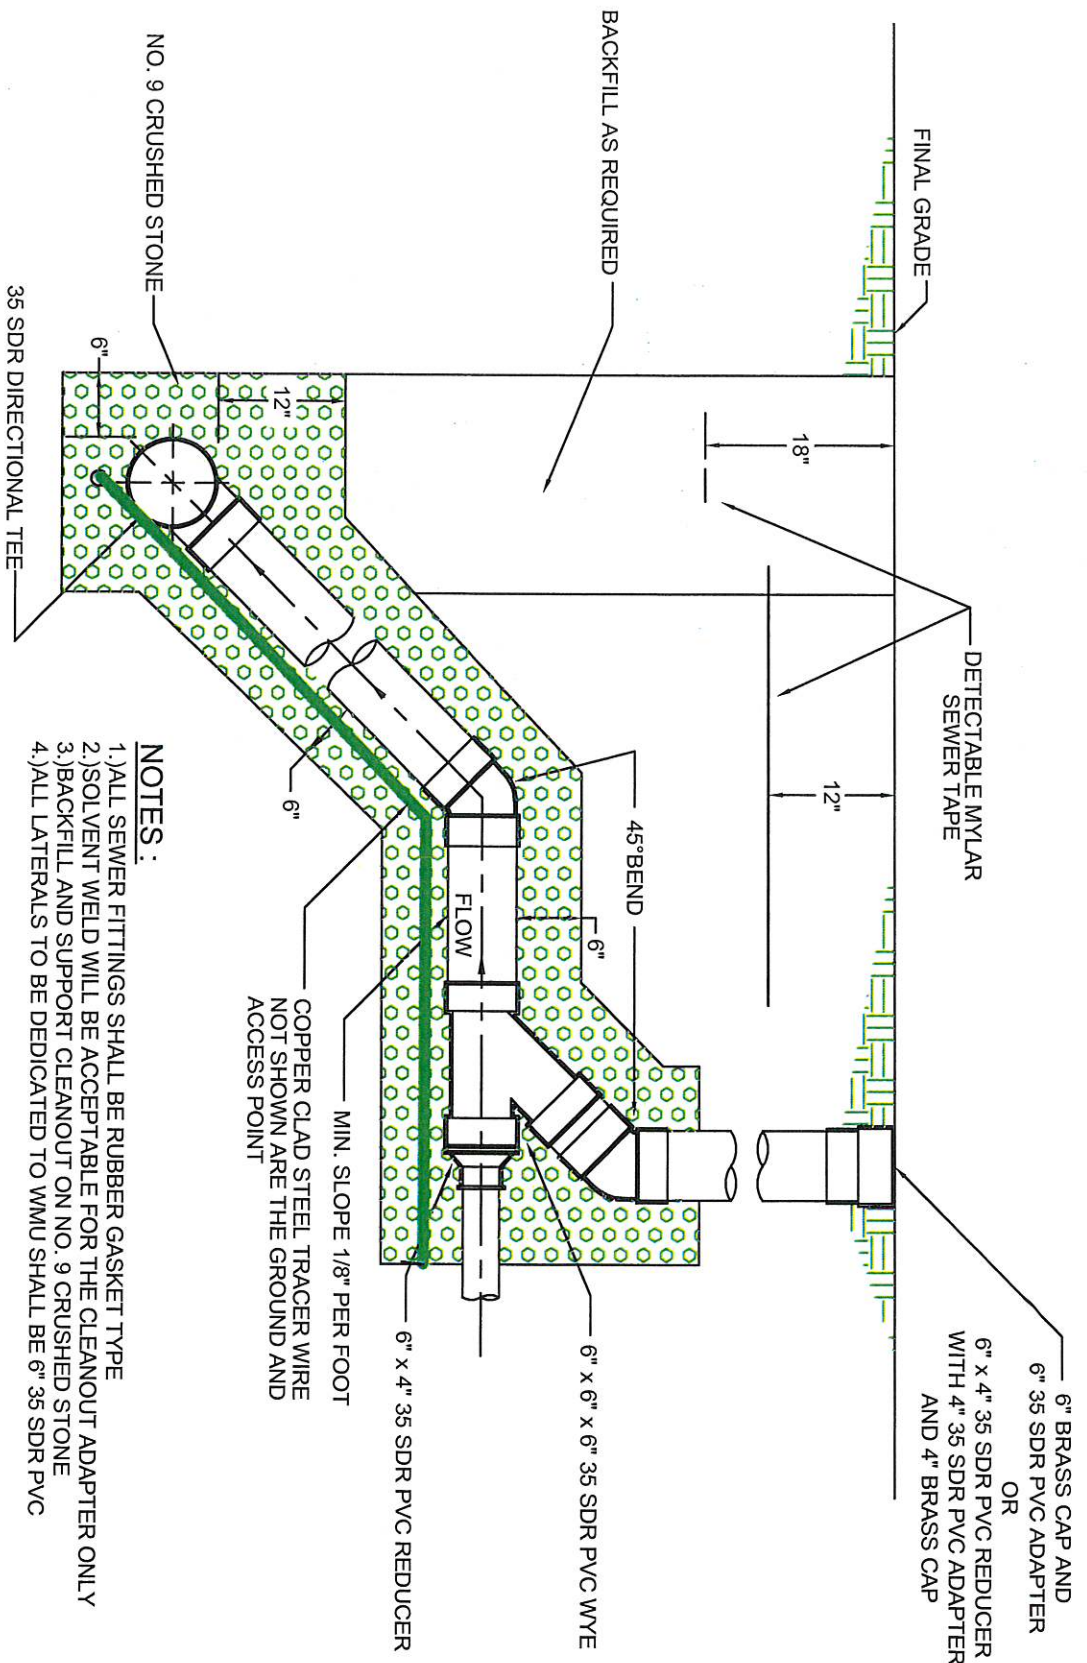 6" BRASS CAP AND
6" 35 SDR PVC ADAPTER
OR
6" x 4" 35 SDR PVC REDUCER
WITH 4" 35 SDR PVC ADAPTER
AND 4" BRASS CAP
FINAL GRADE
DETECTABLE MYLAR
SEWER TAPE
18"
12"
BACKFILL AS REQUIRED
45°BEND
6"
6" x 6" x 6" 35 SDR PVC WYE
12"
FLOW
6" x 4" 35 SDR PVC REDUCER
MIN. SLOPE 1/8" PER FOOT
6"
COPPER CLAD STEEL TRACER WIRE
NOT SHOWN ARE THE GROUND AND
ACCESS POINT
NO. 9 CRUSHED STONE
6"
35 SDR DIRECTIONAL TEE
NOTES :
1.)ALL SEWER FITTINGS SHALL BE RUBBER GASKET TYPE
2.)SOLVENT WELD WILL BE ACCEPTABLE FOR THE CLEANOUT ADAPTER ONLY
3.)BACKFILL AND SUPPORT CLEANOUT ON NO. 9 CRUSHED STONE
4.)ALL LATERALS TO BE DEDICATED TO WMU SHALL BE 6" 35 SDR PVC